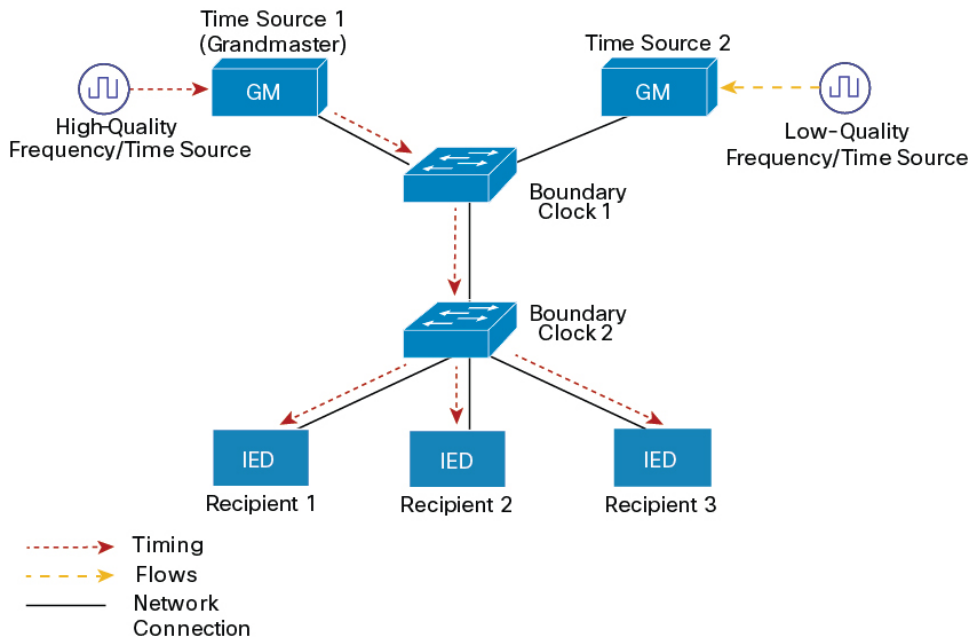 Time Source 1
(Grandmaster)
Time Source 2
GM
GM
High-Quality
Frequency/Time Source
Low-Quality
Frequency/Time Source
Boundary
Clock 1
Boundary
Clock 2
IED
IED
IED
Recipient 1
Recipient 2
Recipient 3
Timing
Flows
Network
Connection